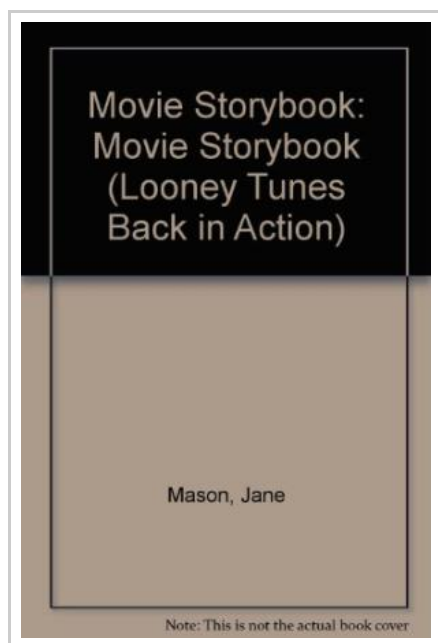 Movie Storybook:
Movie Storybook
(Looney Tunes
Back in Action)
Mason, Jane
Note: This is not the actual book cover